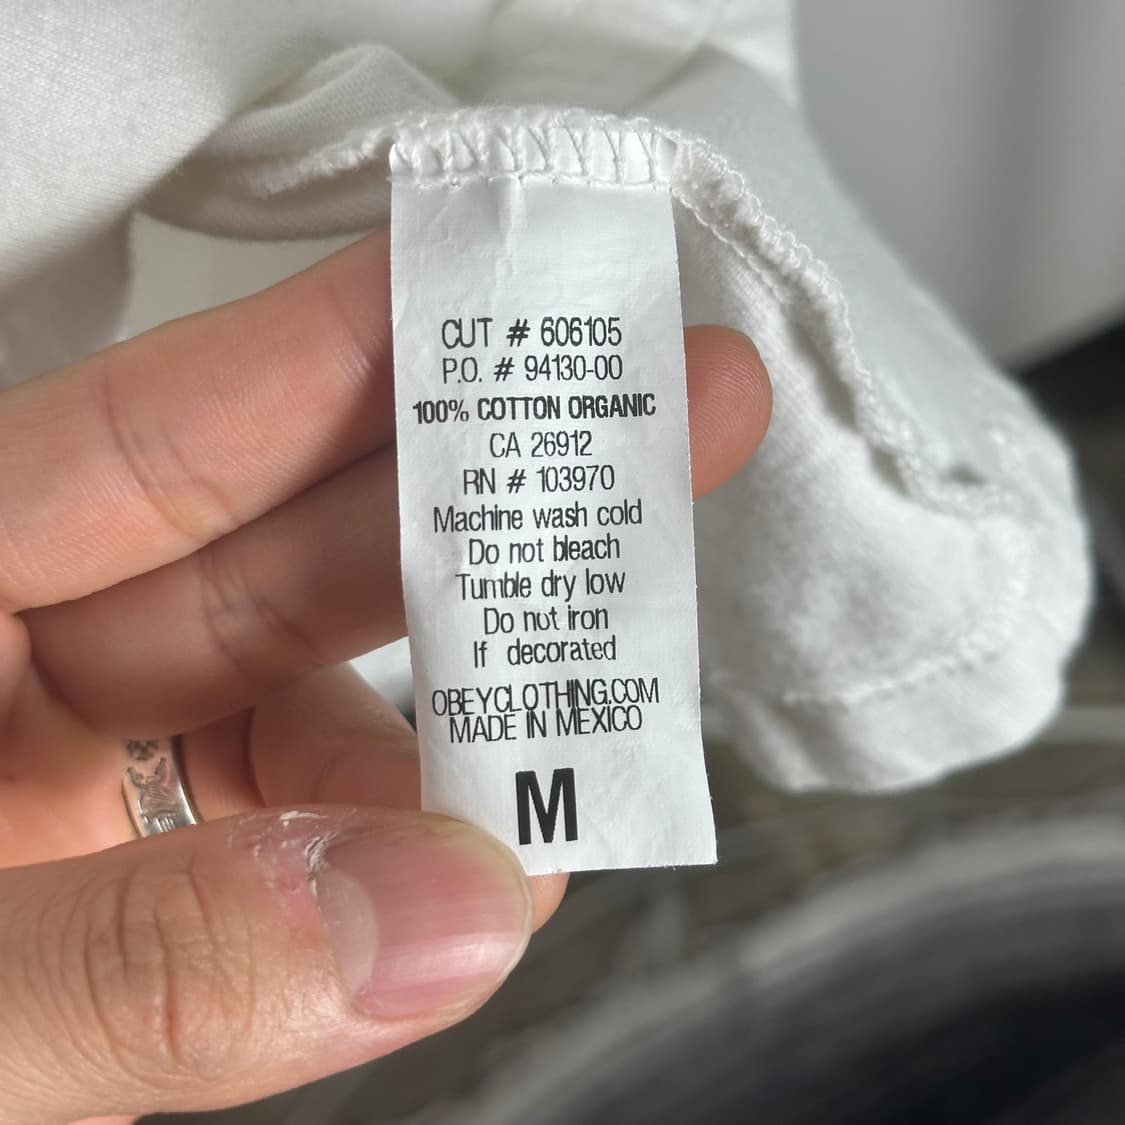 CUT # 606105
P.O. # 94130-00
100% COTTON ORGANIC
CA 26912
RN # 103970
Machine wash cold
Do not bleach
Tumble dry low
Do not iron
If decorated
OBEYCLOTHING.COM
MADE IN MEXICO
M